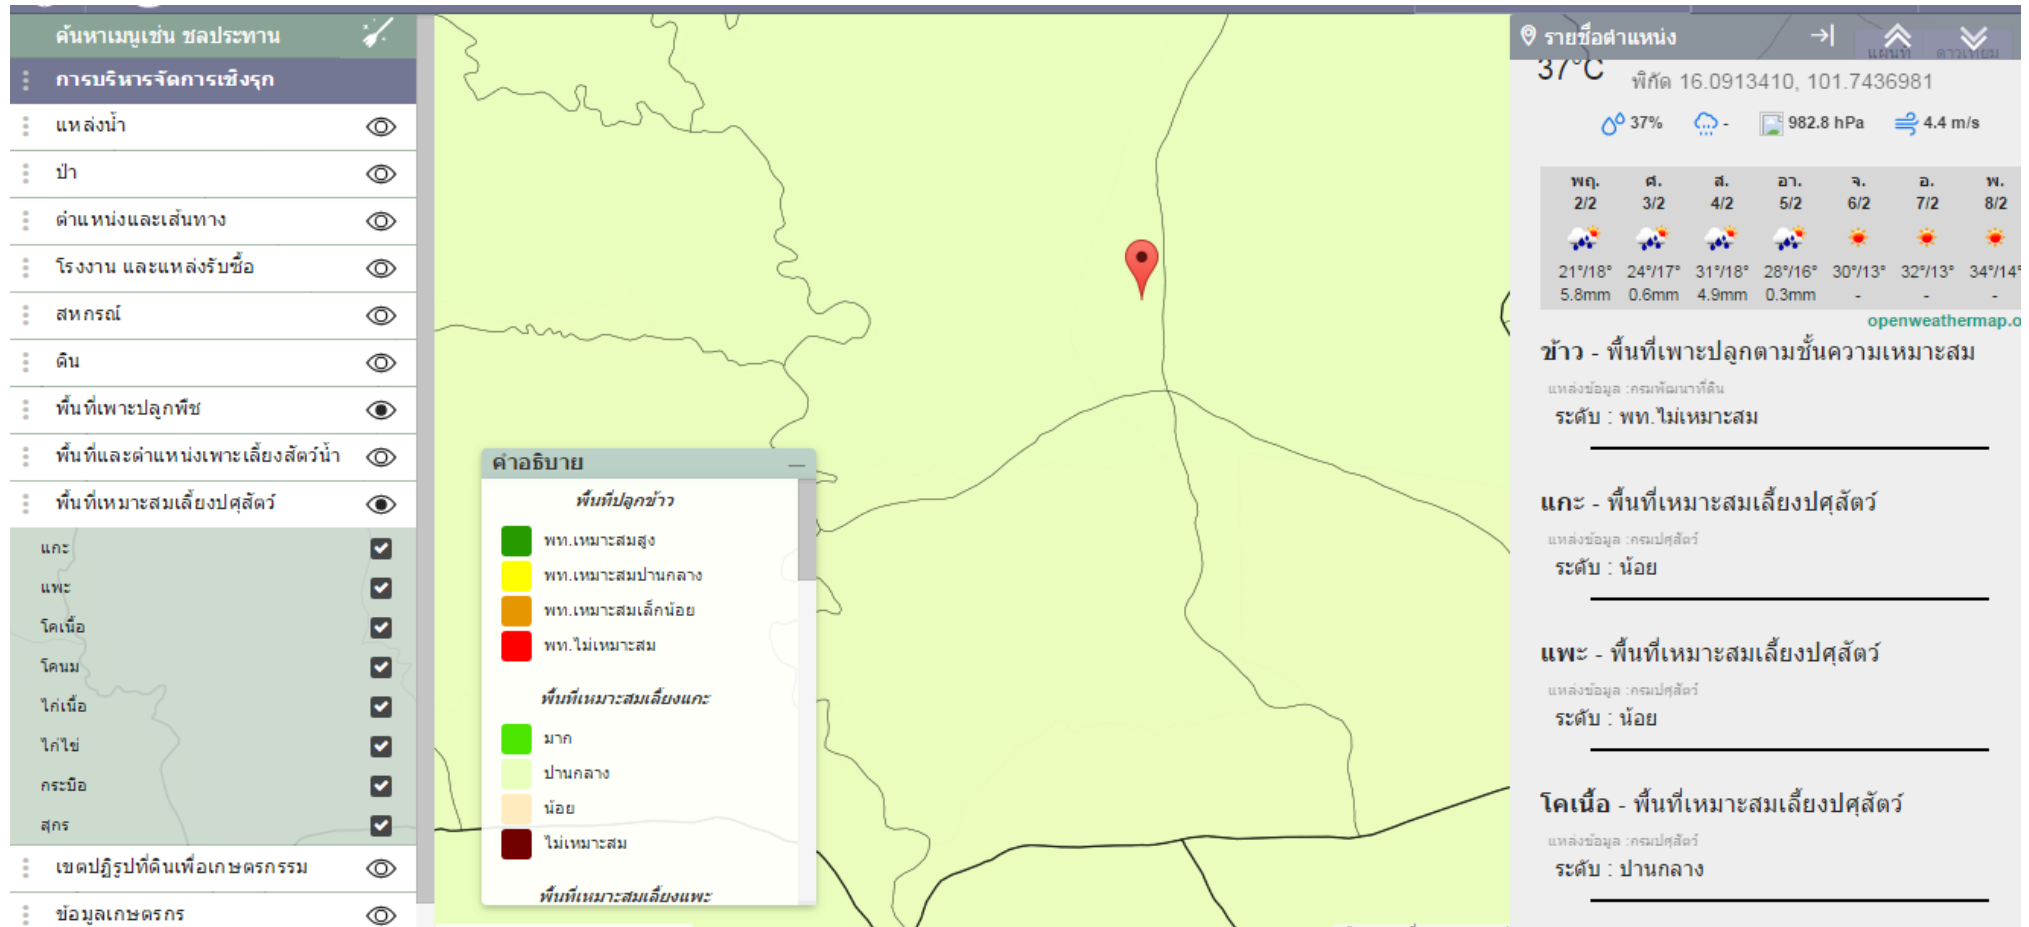 ค้นหาเมนูเช่น ชลประทาน
การบริหารจัดการเชิงรุก
แหล่งน้ำ
ป่า
ตำแหน่งและเส้นทาง
โรงงาน และแหล่งรับซื้อ
สหกรณ์
ดิน
พื้นที่เพาะปลูกพืช
พื้นที่และตำแหน่งเพาะเลี้ยงสัตว์น้ำ
พื้นที่เหมาะสมเลี้ยงปศุสัตว์
แกะ
แพะ
โคเนื้อ
โคนม
ไก่เนื้อ
ไก่ไข่
กระบือ
สุกร
เขตปฏิรูปที่ดินเพื่อเกษตรกรรม
ข้อมูลเกษตรกร
คำอธิบาย
พื้นที่ปลูกข้าว
พท.เหมาะสมสูง
พท.เหมาะสมปานกลาง
พท.เหมาะสมเล็กน้อย
พท.ไม่เหมาะสม
พื้นที่เหมาะสมเลี้ยงแกะ
มาก
ปานกลาง
น้อย
ไม่เหมาะสม
พื้นที่เหมาะสมเลี้ยงแพะ
รายชื่อตำแหน่ง
แผนที่ ดาวเทียม
37°C
พิกัด 16.0913410, 101.7436981
37% - 982.8 hPa 4.4 m/s
พฤ. ศ. ส. อา. จ. อ. พ.
2/2 3/2 4/2 5/2 6/2 7/2 8/2
21°/18° 24°/17° 31°/18° 28°/16° 30°/13° 32°/13° 34°/14°
5.8mm 0.6mm 4.9mm 0.3mm - - -
openweathermap.o
ข้าว - พื้นที่เพาะปลูกตามชั้นความเหมาะสม
แหล่งข้อมูล :กรมพัฒนาที่ดิน
ระดับ : พท.ไม่เหมาะสม
แกะ - พื้นที่เหมาะสมเลี้ยงปศุสัตว์
แหล่งข้อมูล :กรมปศุสัตว์
ระดับ : น้อย
แพะ - พื้นที่เหมาะสมเลี้ยงปศุสัตว์
แหล่งข้อมูล :กรมปศุสัตว์
ระดับ : น้อย
โคเนื้อ - พื้นที่เหมาะสมเลี้ยงปศุสัตว์
แหล่งข้อมูล :กรมปศุสัตว์
ระดับ : ปานกลาง